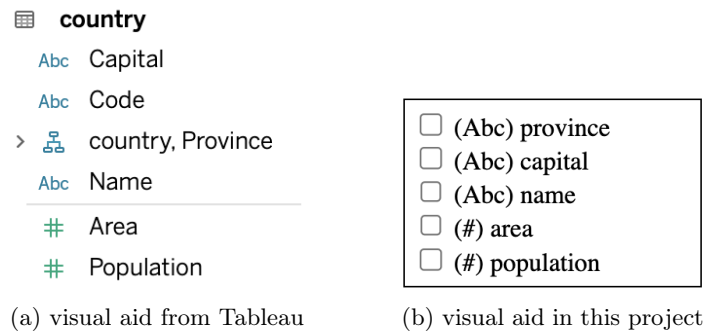 country
Abc Capital
Abc Code
country, Province
Abc Name
# Area
# Population
(a) visual aid from Tableau
(Abc) province
(Abc) capital
(Abc) name
(#) area
(#) population
(b) visual aid in this project